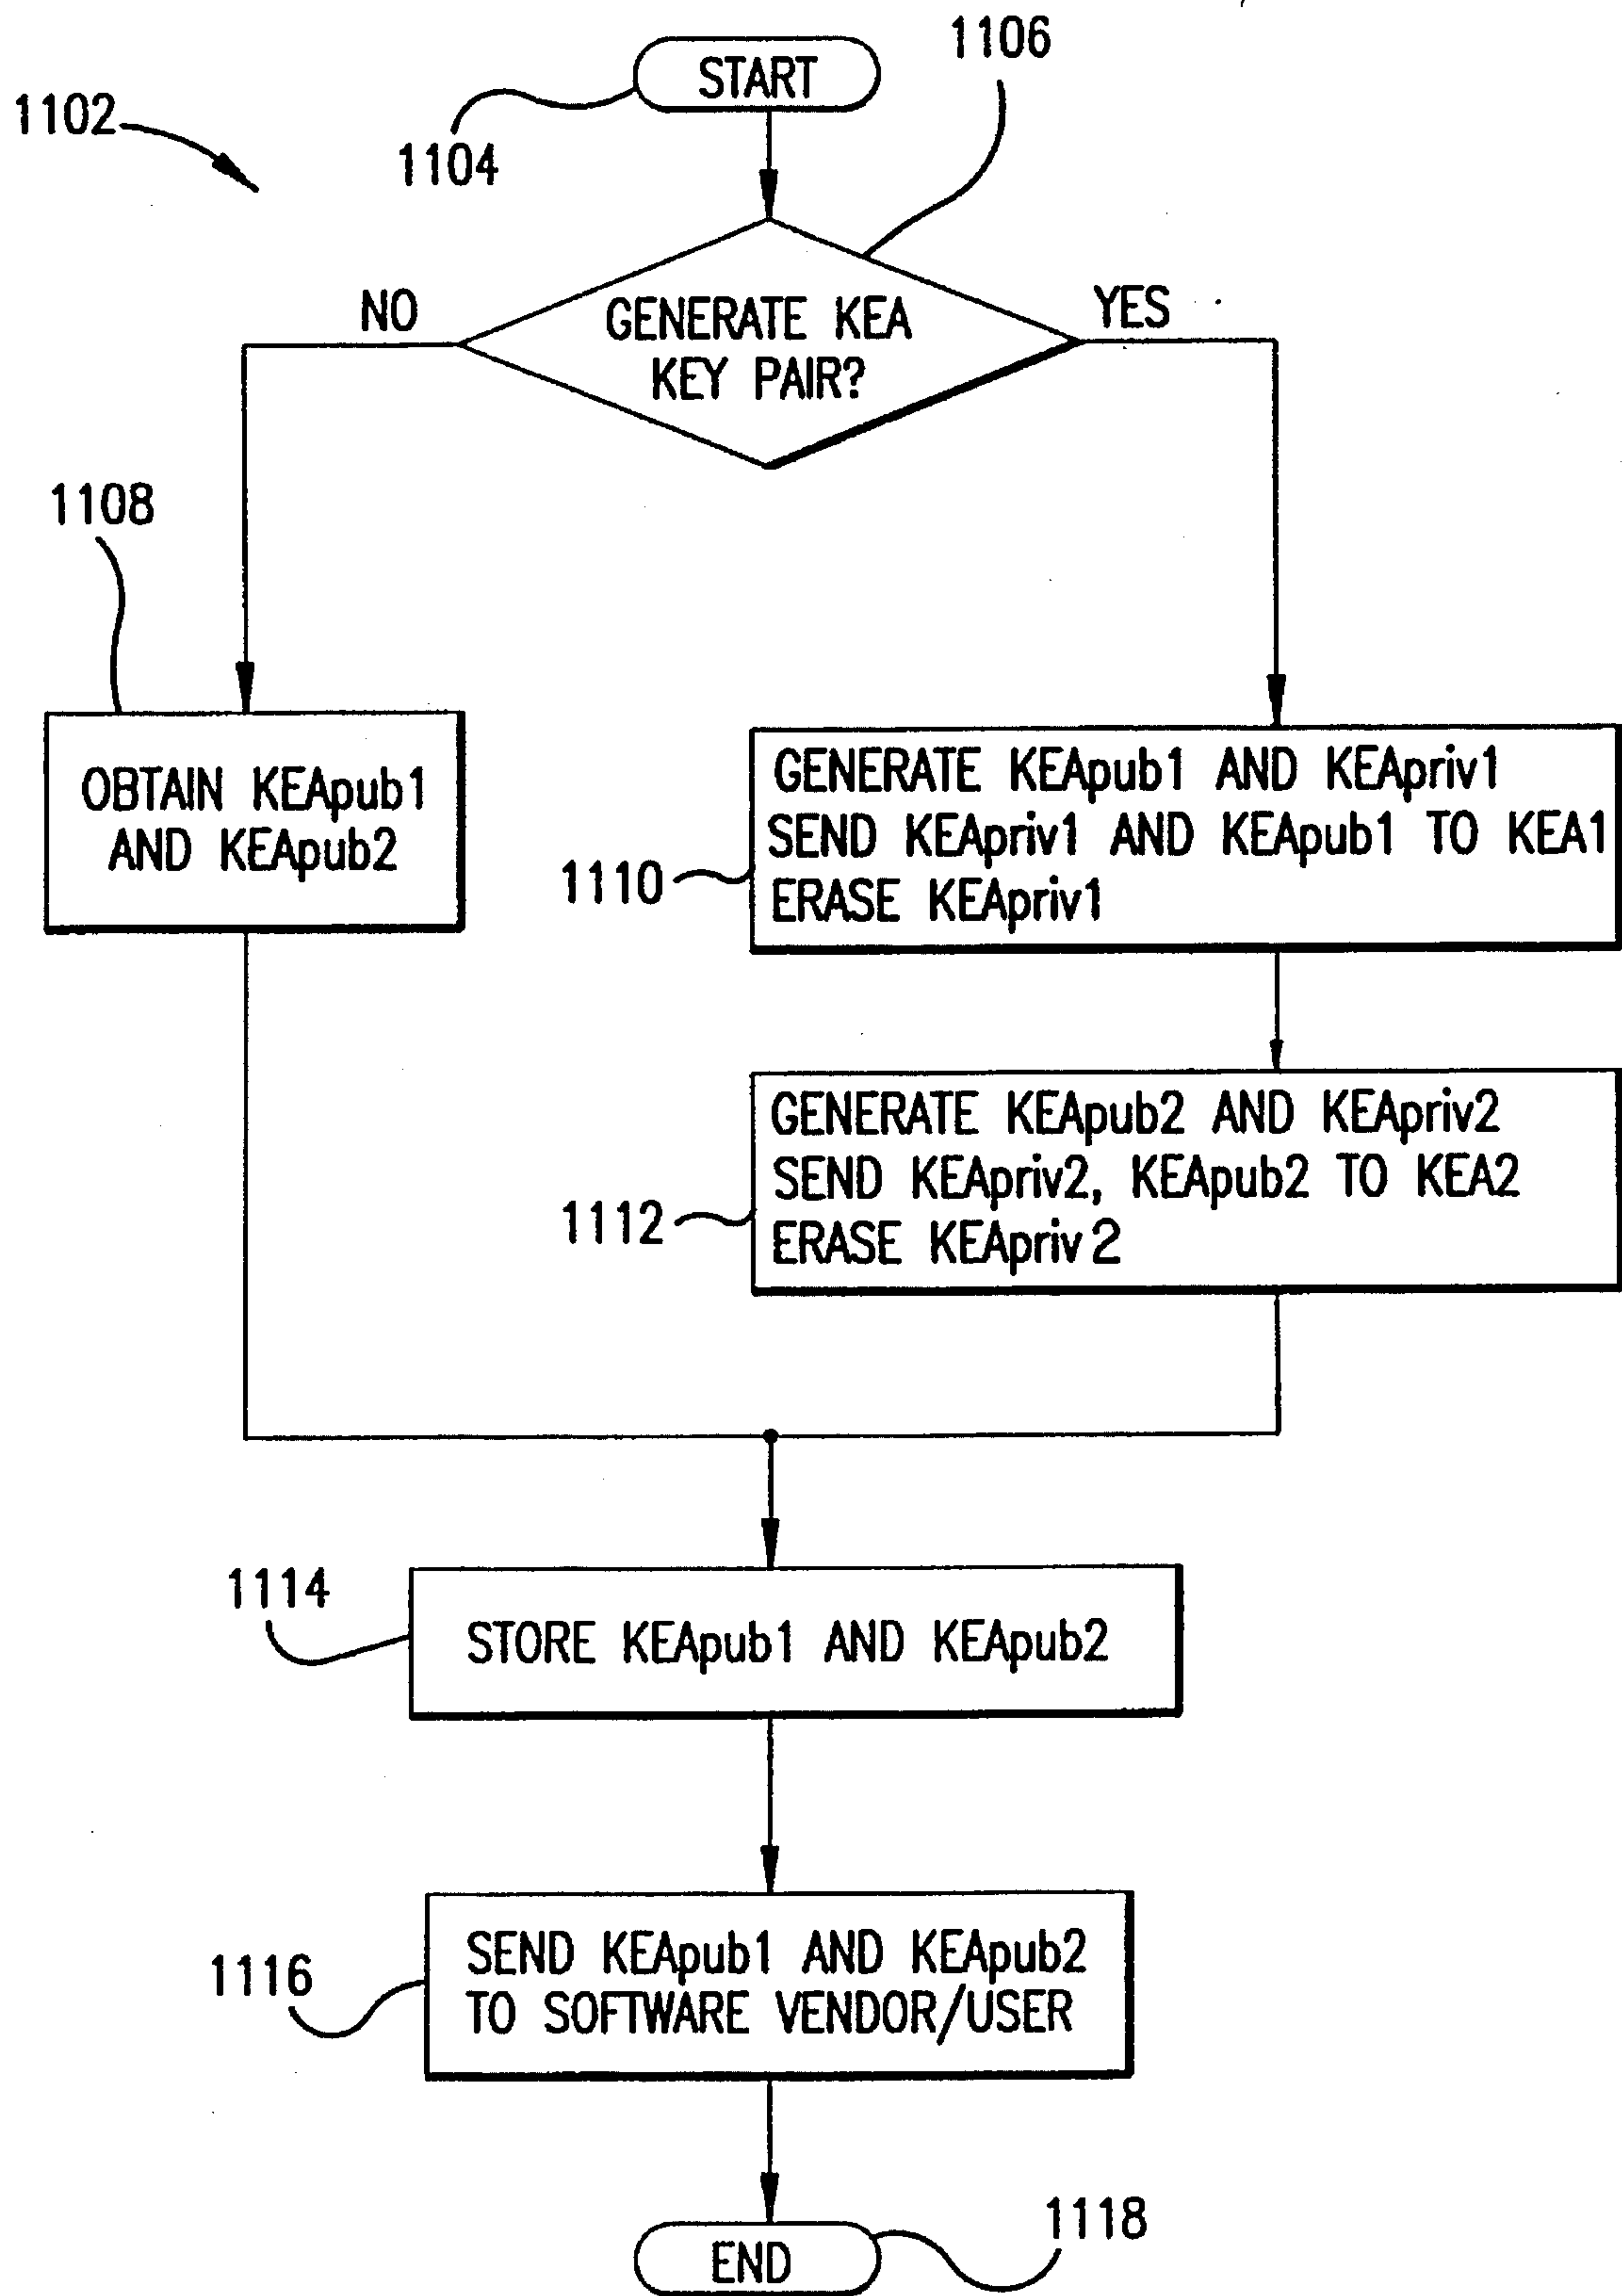 1106
START
1102
1104
NO
YES
GENERATE KEA
KEY PAIR?
1108
OBTAIN KEApub1
AND KEApub2
GENERATE KEApub1 AND KEApriv1
SEND KEApriv1 AND KEApub1 TO KEA1
ERASE KEApriv1
1110
GENERATE KEApub2 AND KEApriv2
SEND KEApriv2, KEApub2 TO KEA2
ERASE KEApriv2
1112
1114
STORE KEApub1 AND KEApub2
1116
SEND KEApub1 AND KEApub2
TO SOFTWARE VENDOR/USER
1118
END